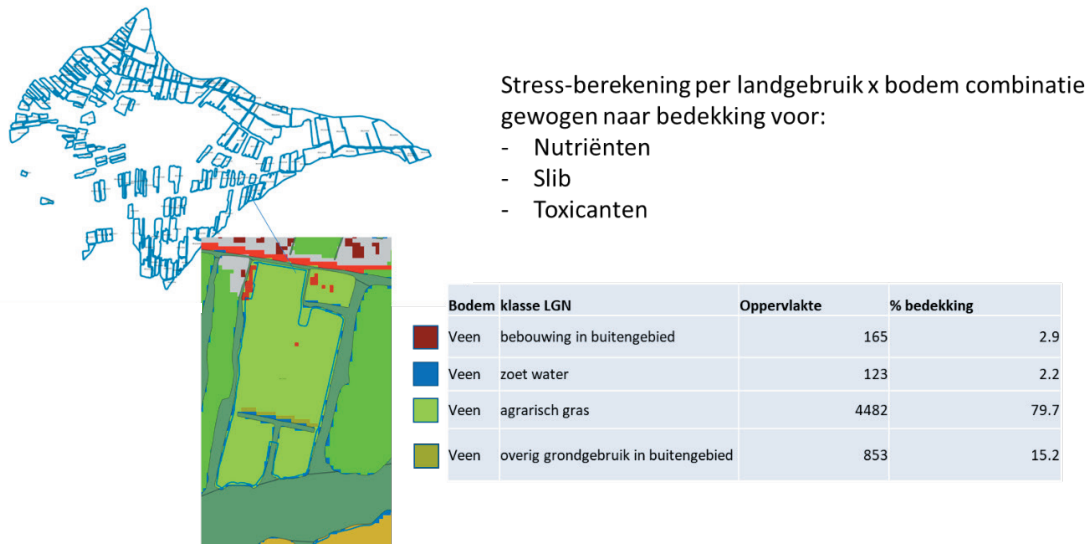 Stress-berekening per landgebruik x bodem combinatie
gewogen naar bedekking voor:
- Nutriënten
- Slib
- Toxicanten
Bodem klasse LGN Oppervlakte % bedekking
Veen bebouwing in buitengebied 165 2.9
Veen zoet water 123 2.2
Veen agrarisch gras 4482 79.7
Veen overig grondgebruik in buitengebied 853 15.2